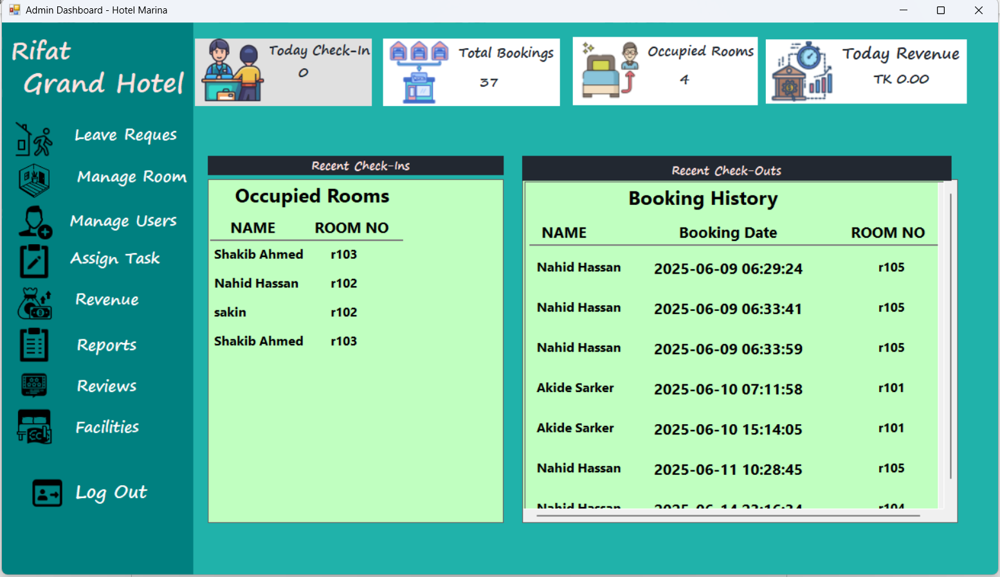 Admin Dashboard - Hotel Marina
Rifat
Grand Hotel
Today Check-In
0
Total Bookings
37
Occupied Rooms
4
Today Revenue
TK 0.00
Leave Reques
Manage Room
Manage Users
Assign Task
Revenue
Reports
Reviews
Facilities
Log Out
Recent Check-Ins
Occupied Rooms
NAME ROOM NO
Shakib Ahmed r103
Nahid Hassan r102
sakin r102
Shakib Ahmed r103
Recent Check-Outs
Booking History
NAME Booking Date ROOM NO
Nahid Hassan 2025-06-09 06:29:24 r105
Nahid Hassan 2025-06-09 06:33:41 r105
Nahid Hassan 2025-06-09 06:33:59 r105
Akide Sarker 2025-06-10 07:11:58 r101
Akide Sarker 2025-06-10 15:14:05 r101
Nahid Hassan 2025-06-11 10:28:45 r105
Nahid Hassan